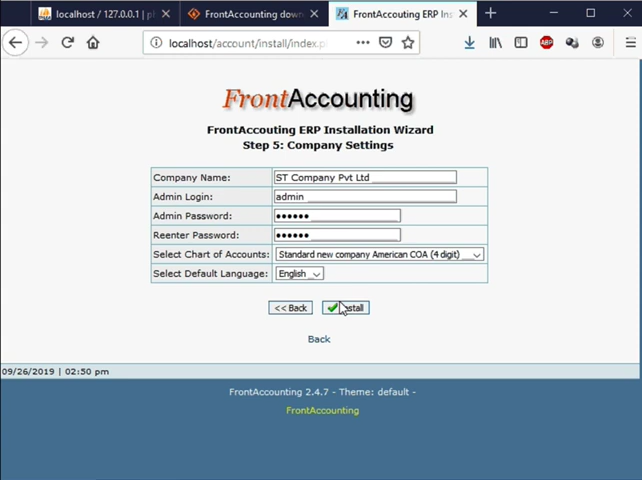 localhost / 127.0.0.1 | pl
FrontAccounting down
FrontAccouting ERP Ins
localhost/account/install/index.p
ABP
FrontAccounting
FrontAccouting ERP Installation Wizard
Step 5: Company Settings
Company Name: ST Company Pvt Ltd
Admin Login: admin
Admin Password: ••••••
Reenter Password: ••••••
Select Chart of Accounts: Standard new company American COA (4 digit)
Select Default Language: English
<< Back Install
Back
09/26/2019 | 02:50 pm
FrontAccounting 2.4.7 - Theme: default -
FrontAccounting